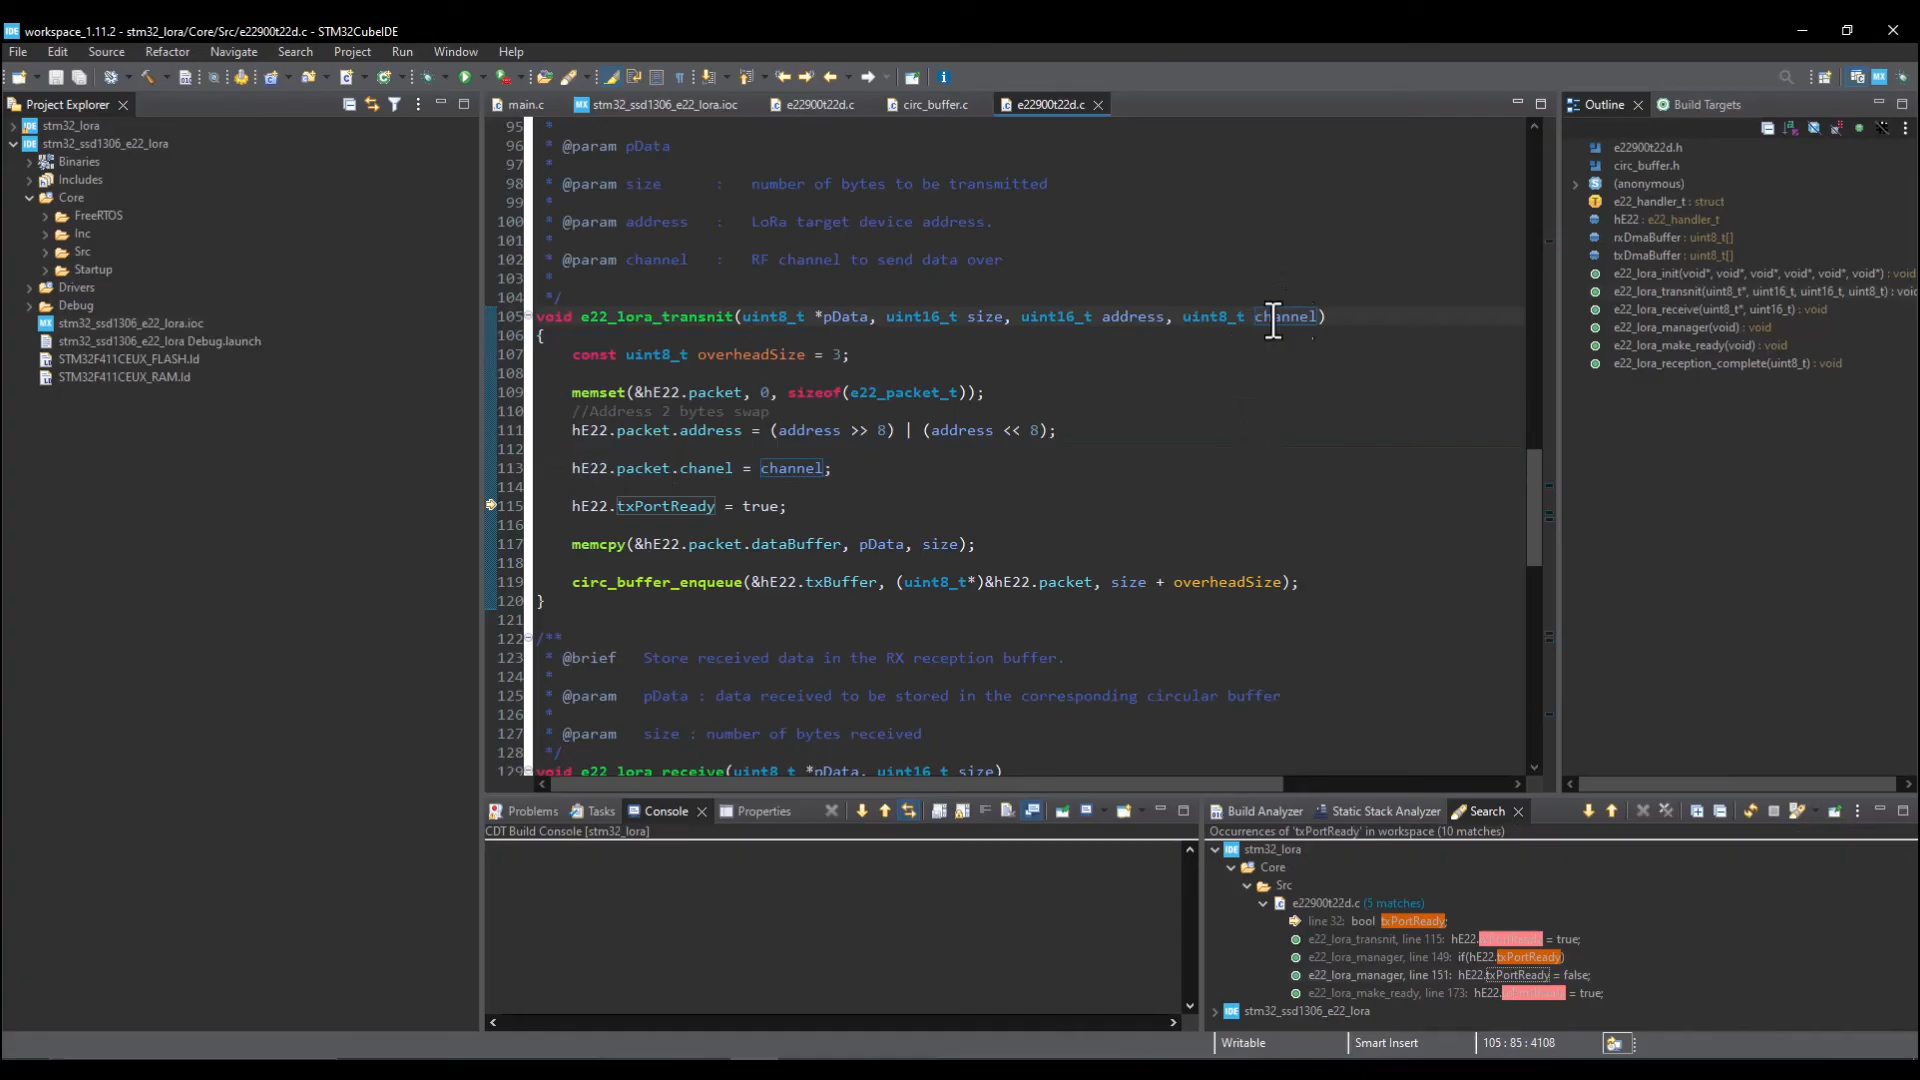 workspace_1.11.2 - stm32_lora/Core/Src/e22900t22d.c - STM32CubeIDE
File Edit Source Refactor Navigate Search Project Run Window Help
Project Explorer
stm32_lora
stm32_ssd1306_e22_lora
Binaries
Includes
Core
FreeRTOS
Inc
Src
Startup
Drivers
Debug
stm32_ssd1306_e22_lora.ioc
stm32_ssd1306_e22_lora Debug.launch
STM32F411CEUX_FLASH.ld
STM32F411CEUX_RAM.ld
main.c stm32_ssd1306_e22_lora.ioc e22900t22d.c circ_buffer.c e22900t22d.c
95 *
96 * @param pData
97 *
98 * @param size : number of bytes to be transmitted
99 *
100 * @param address : LoRa target device address.
101 *
102 * @param channel : RF channel to send data over
103 *
104 */
105 void e22_lora_transnit(uint8_t *pData, uint16_t size, uint16_t address, uint8_t channel)
106 {
107 const uint8_t overheadSize = 3;
108
109 memset(&hE22.packet, 0, sizeof(e22_packet_t));
110 //Address 2 bytes swap
111 hE22.packet.address = (address >> 8) | (address << 8);
112
113 hE22.packet.chanel = channel;
114
115 hE22.txPortReady = true;
116
117 memcpy(&hE22.packet.dataBuffer, pData, size);
118
119 circ_buffer_enqueue(&hE22.txBuffer, (uint8_t*)&hE22.packet, size + overheadSize);
120 }
121
122 /**
123 * @brief Store received data in the RX reception buffer.
124 *
125 * @param pData : data received to be stored in the corresponding circular buffer
126 *
127 * @param size : number of bytes received
128 */
129 void e22_lora_receive(uint8_t *pData, uint16_t size)
Outline Build Targets
e22900t22d.h
circ_buffer.h
(anonymous)
e22_handler_t : struct
hE22 : e22_handler_t
rxDmaBuffer : uint8_t[]
txDmaBuffer : uint8_t[]
e22_lora_init(void*, void*, void*, void*, void*) : void
e22_lora_transnit(uint8_t*, uint16_t, uint16_t, uint8_t) : void
e22_lora_receive(uint8_t*, uint16_t) : void
e22_lora_manager(void) : void
e22_lora_make_ready(void) : void
e22_lora_reception_complete(uint8_t) : void
Problems Tasks Console Properties
CDT Build Console [stm32_lora]
Build Analyzer Static Stack Analyzer Search
Occurrences of 'txPortReady' in workspace (10 matches)
stm32_lora
Core
Src
e22900t22d.c (5 matches)
line 32: bool txPortReady;
e22_lora_transnit, line 115: hE22.txPortReady = true;
e22_lora_manager, line 149: if(hE22.txPortReady)
e22_lora_manager, line 151: hE22.txPortReady = false;
e22_lora_make_ready, line 173: hE22.txPortReady = true;
stm32_ssd1306_e22_lora
Writable Smart Insert 105 : 85 : 4108